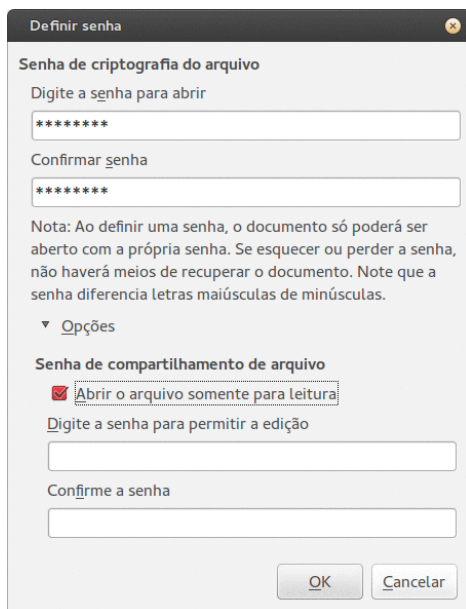 Definir senha
Senha de criptografia do arquivo
Digite a senha para abrir
********
Confirmar senha
********
Nota: Ao definir uma senha, o documento só poderá ser
aberto com a própria senha. Se esquecer ou perder a senha,
não haverá meios de recuperar o documento. Note que a
senha diferencia letras maiúsculas de minúsculas.
Opções
Senha de compartilhamento de arquivo
Abrir o arquivo somente para leitura
Digite a senha para permitir a edição
Confirme a senha
OK Cancelar